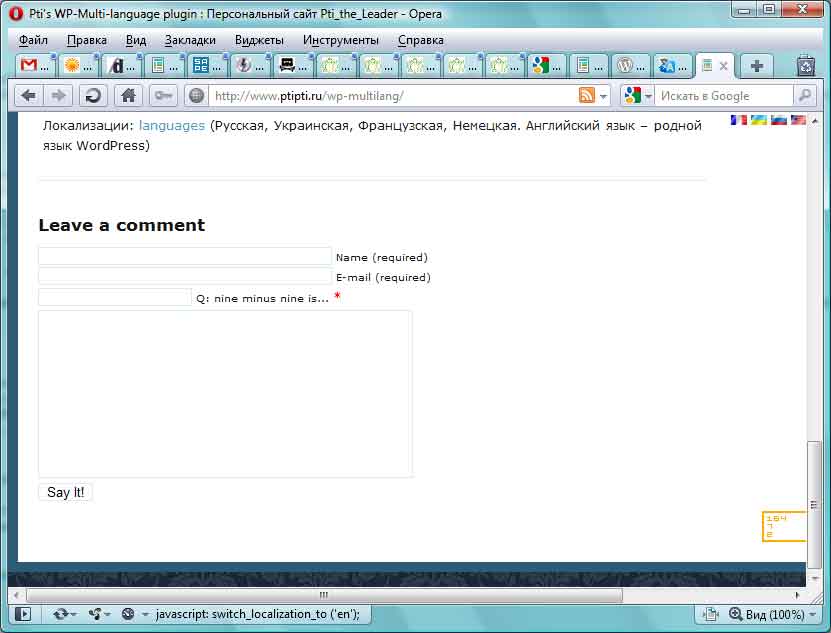 Pti's WP-Multi-language plugin : Персональный сайт Pti_the_Leader - Opera
Файл Правка Вид Закладки Виджеты Инструменты Справка
http://www.ptipti.ru/wp-multilang/
Искать в Google
Локализации: languages (Русская, Украинская, Французская, Немецкая. Английский язык – родной
язык WordPress)
Leave a comment
Name (required)
E-mail (required)
Q: nine minus nine is... *
Say It!
164
7
2
javascript: switch_localization_to ('en');
Вид (100%)